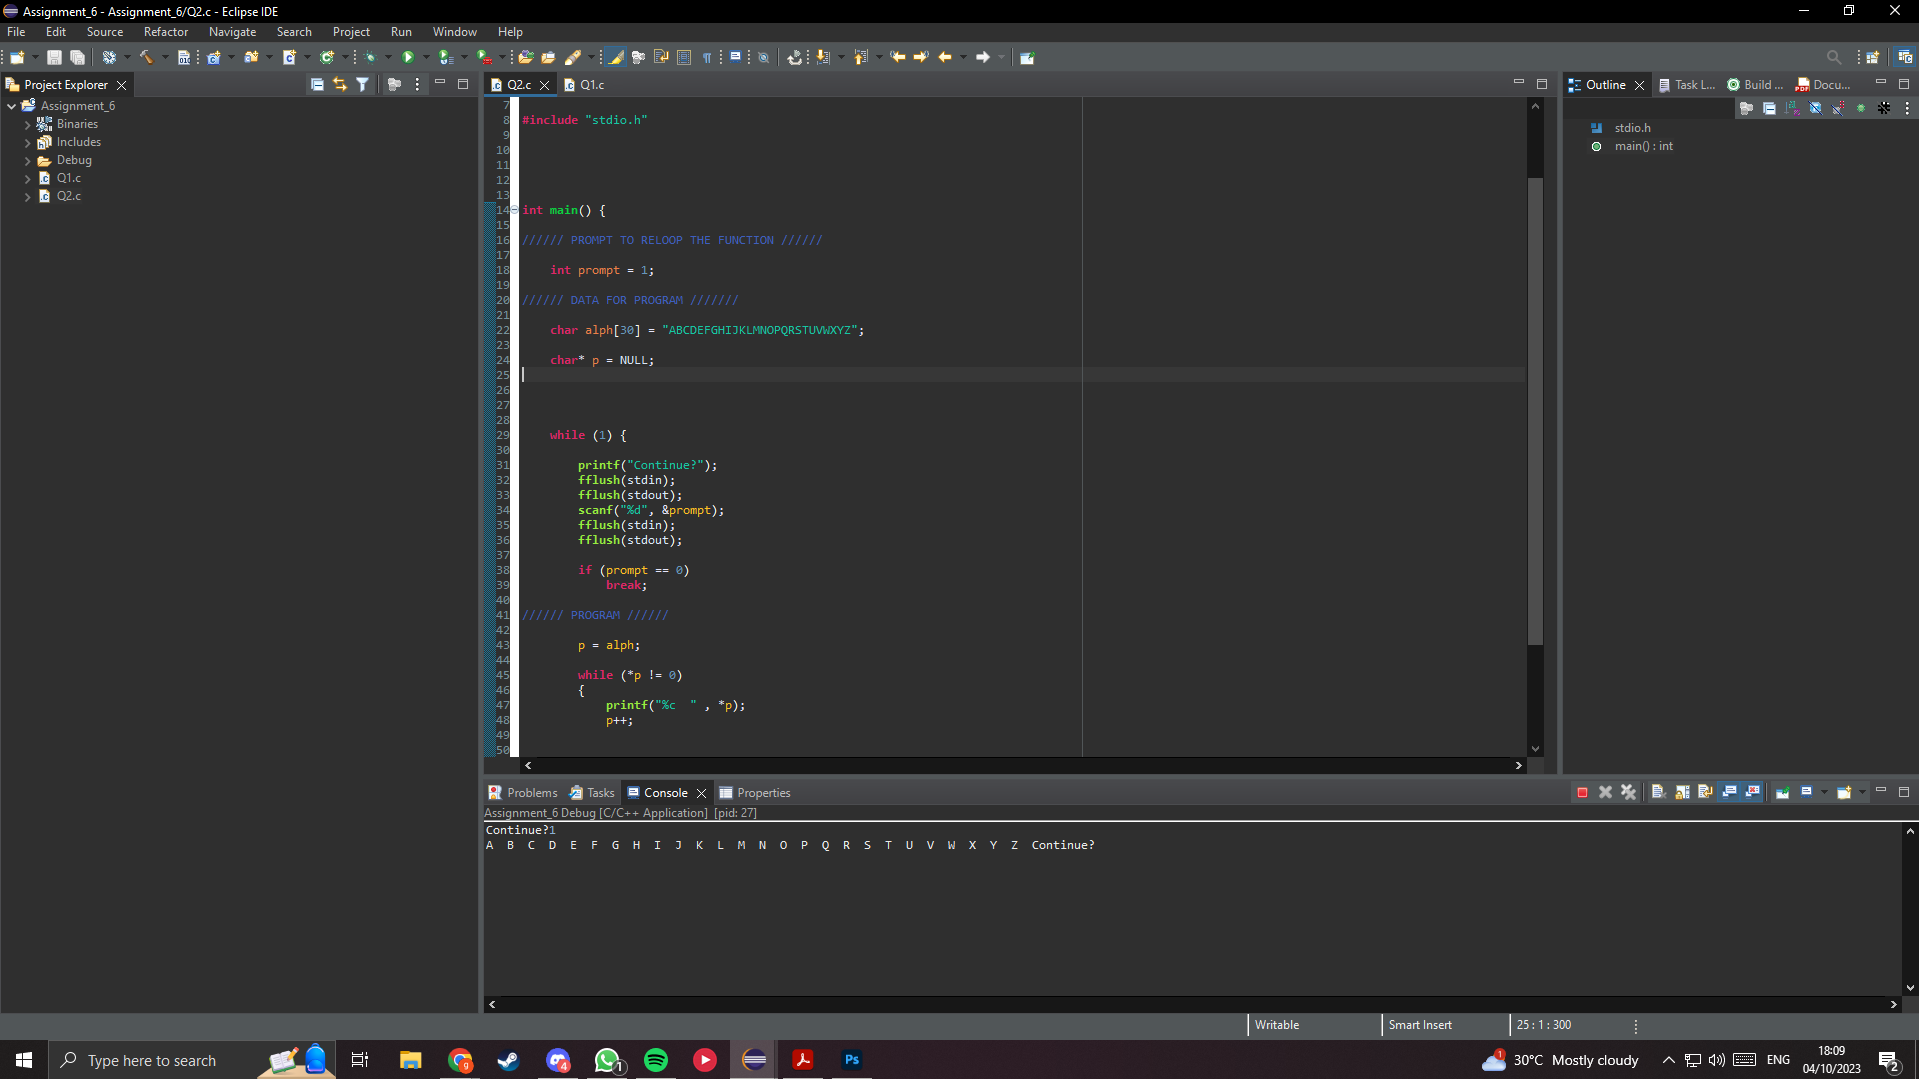 Assignment_6 - Assignment_6/Q2.c - Eclipse IDE
File Edit Source Refactor Navigate Search Project Run Window Help
Project Explorer
Assignment_6
Binaries
Includes
Debug
Q1.c
Q2.c
Q2.c Q1.c
7
8 #include "stdio.h"
9
10
11
12
13
14 int main() {
15
16 ////// PROMPT TO RELOOP THE FUNCTION //////
17
18 int prompt = 1;
19
20 ////// DATA FOR PROGRAM ///////
21
22 char alph[30] = "ABCDEFGHIJKLMNOPQRSTUVWXYZ";
23
24 char* p = NULL;
25
26
27
28
29 while (1) {
30
31 printf("Continue?");
32 fflush(stdin);
33 fflush(stdout);
34 scanf("%d", &prompt);
35 fflush(stdin);
36 fflush(stdout);
37
38 if (prompt == 0)
39 break;
40
41 ////// PROGRAM //////
42
43 p = alph;
44
45 while (*p != 0)
46 {
47 printf("%c  " , *p);
48 p++;
49
50
Outline Task L... Build ... Docu...
stdio.h
main() : int
Problems Tasks Console Properties
Assignment_6 Debug [C/C++ Application] [pid: 27]
Continue?1
A  B  C  D  E  F  G  H  I  J  K  L  M  N  O  P  Q  R  S  T  U  V  W  X  Y  Z  Continue?
Writable Smart Insert 25 : 1 : 300
Type here to search
4
1
Ps
1
30°C Mostly cloudy
ENG
18:09
04/10/2023
2